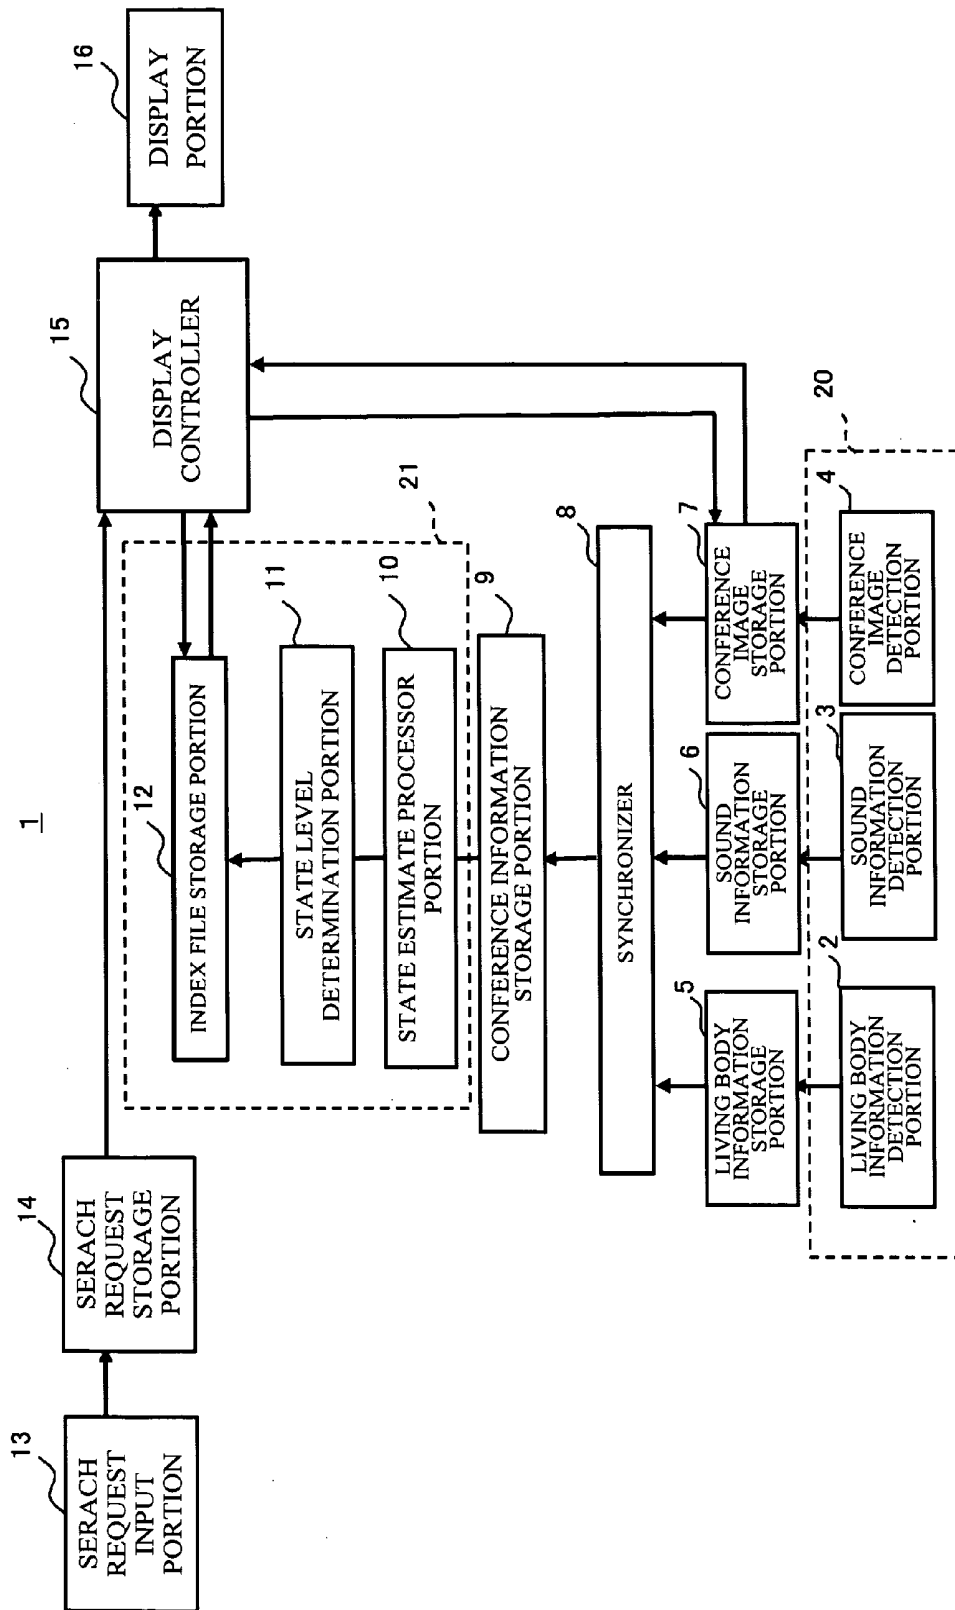 1
13
SERACH
REQUEST
INPUT
PORTION
14
SERACH
REQUEST
STORAGE
PORTION
15
DISPLAY
CONTROLLER
16
DISPLAY
PORTION
12
INDEX FILE STORAGE PORTION
21
11
STATE LEVEL
DETERMINATION PORTION
10
STATE ESTIMATE PROCESSOR
PORTION
9
CONFERENCE INFORMATION
STORAGE PORTION
8
SYNCHRONIZER
5
LIVING BODY
INFORMATION
STORAGE
PORTION
6
SOUND
INFORMATION
STORAGE
PORTION
7
CONFERENCE
IMAGE
STORAGE
PORTION
20
2
LIVING BODY
INFORMATION
DETECTION
PORTION
3
SOUND
INFORMATION
DETECTION
PORTION
4
CONFERENCE
IMAGE
DETECTION
PORTION